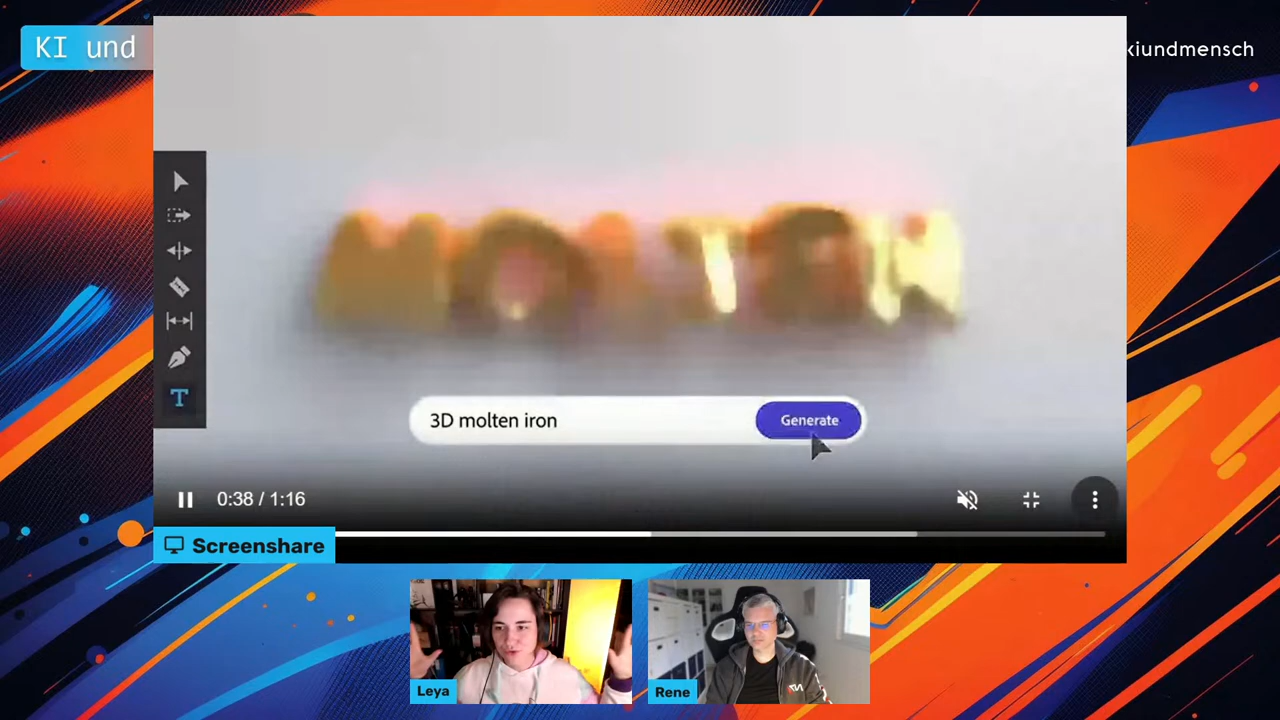 KI und
kiundmensch
MOLTEN
T
3D molten iron
Generate
0:38 / 1:16
Screenshare
Leya
Rene